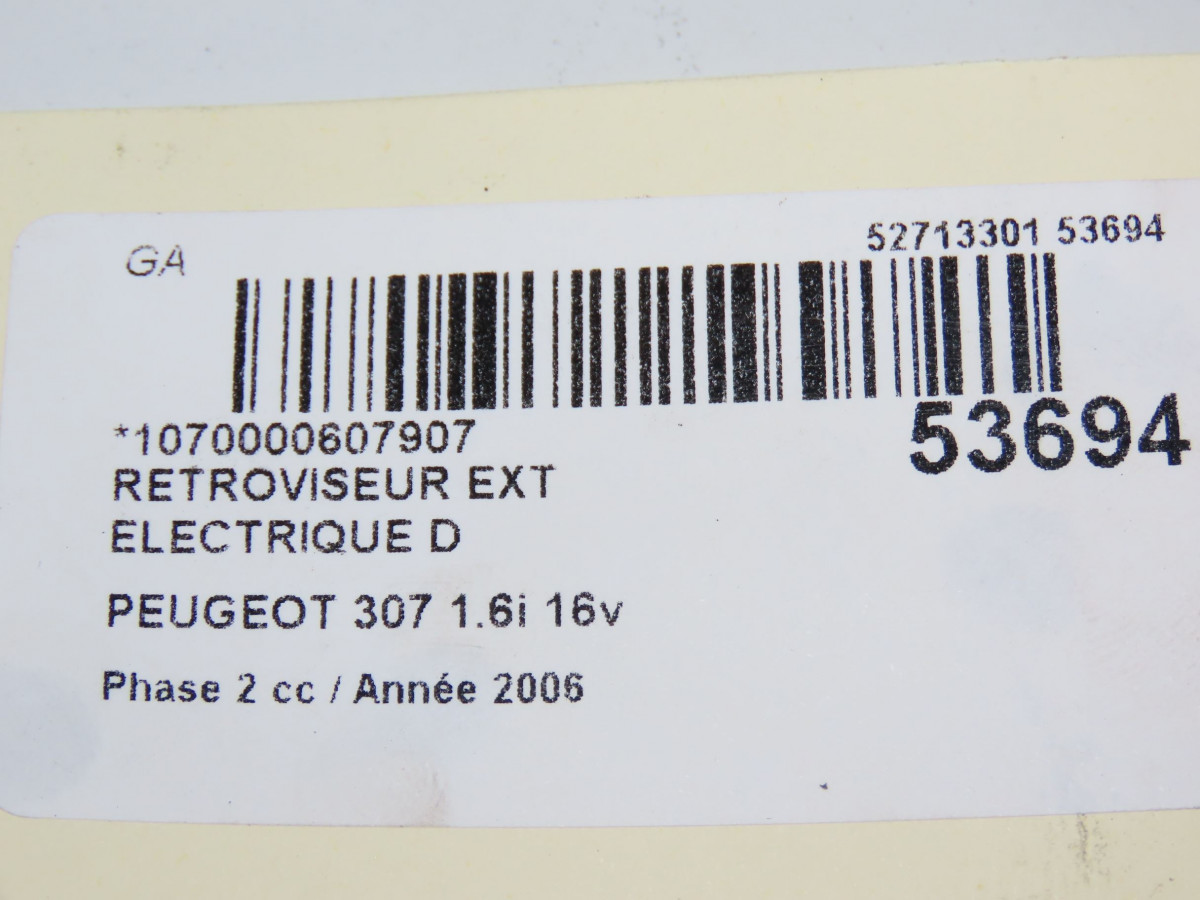 GA
52713301 53694
*1070000607907
53694
RETROVISEUR EXT
ELECTRIQUE D
PEUGEOT 307 1.6i 16v
Phase 2 cc / Année 2006